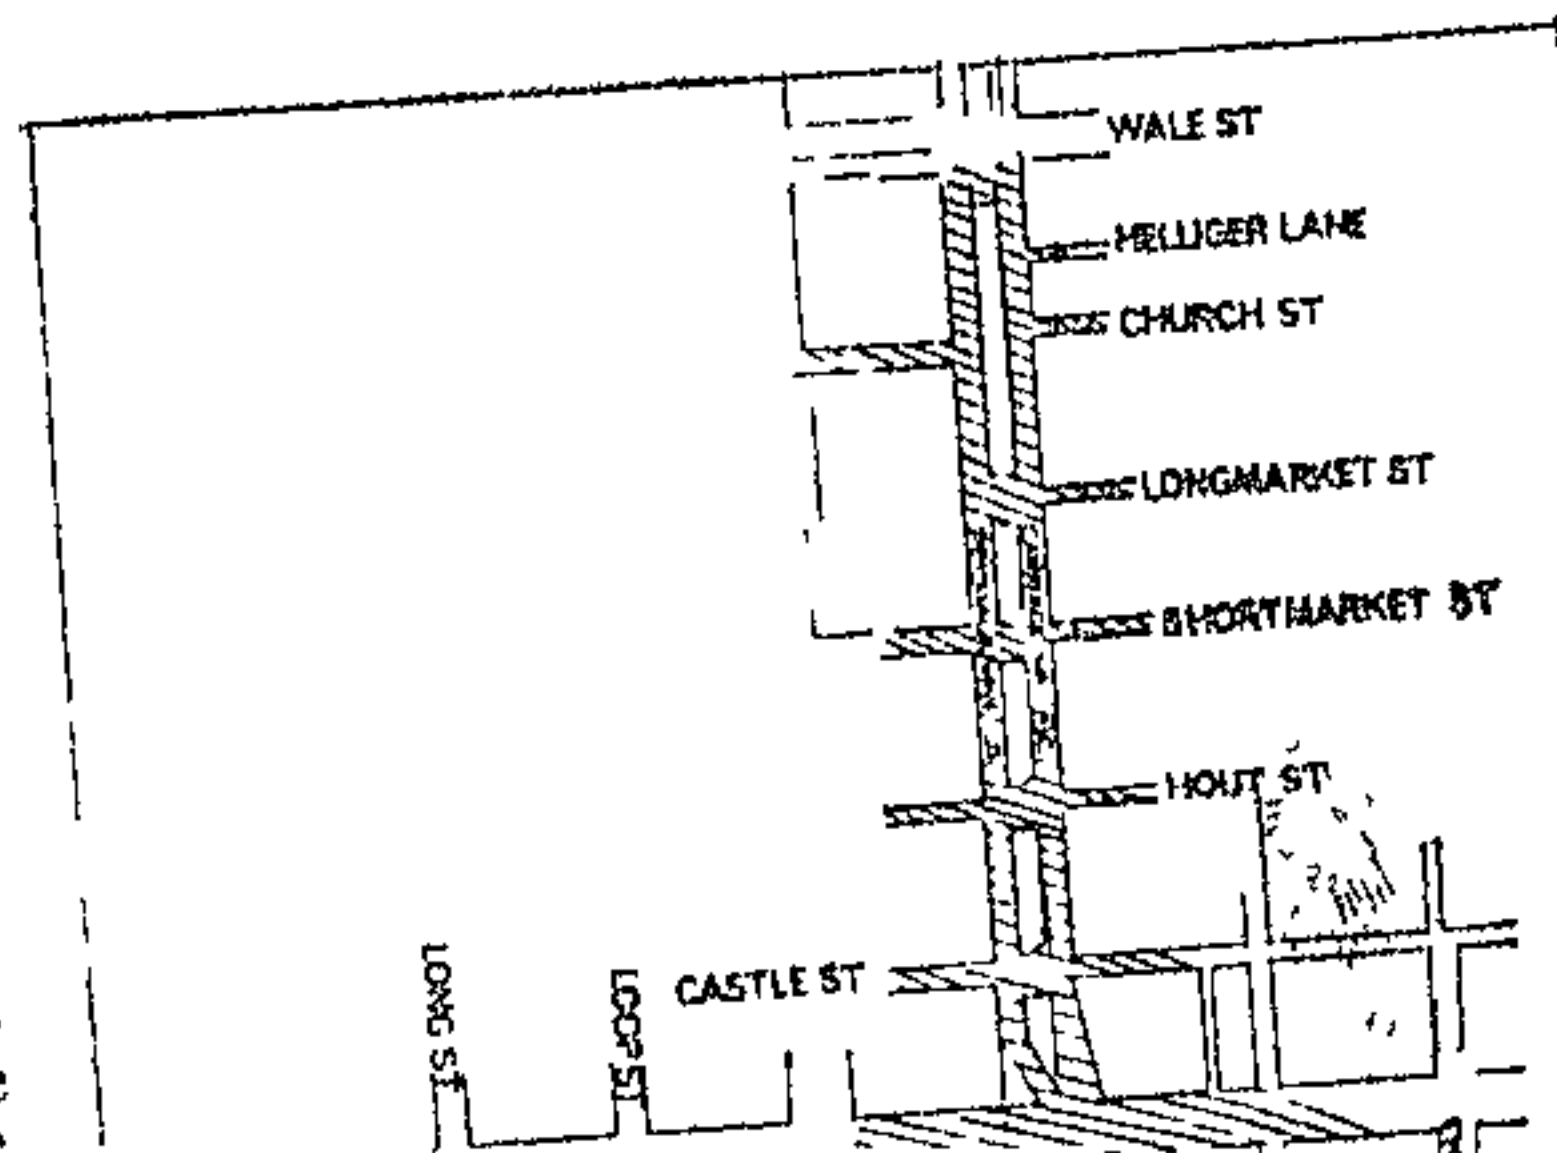 WALE ST
HELLIGER LANE
CHURCH ST
LONGMARKET ST
SHORTMARKET ST
HOUT ST
CASTLE ST
LONG ST
LOOP ST